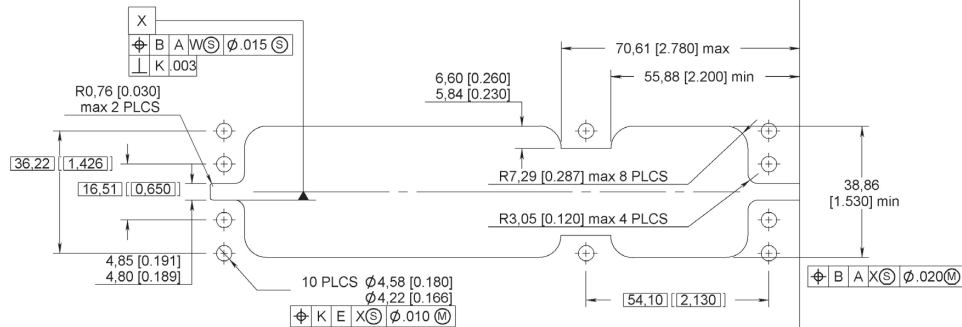 X
⌖ B A WⓈ Ø.015 Ⓢ
⊥ K .003
70,61 [2.780] max
55,88 [2.200] min
6,60 [0.260]
5,84 [0.230]
R0,76 [0.030]
max 2 PLCS
36,22 [1,426]
16,51 [0,650]
R7,29 [0.287] max 8 PLCS
R3,05 [0.120] max 4 PLCS
38,86
[1.530] min
4,85 [0.191]
4,80 [0.189]
10 PLCS Ø4,58 [0.180]
Ø4,22 [0.166]
⌖ K E XⓈ Ø.010 Ⓜ
54,10 [2,130]
⌖ B A XⓈ Ø.020Ⓜ